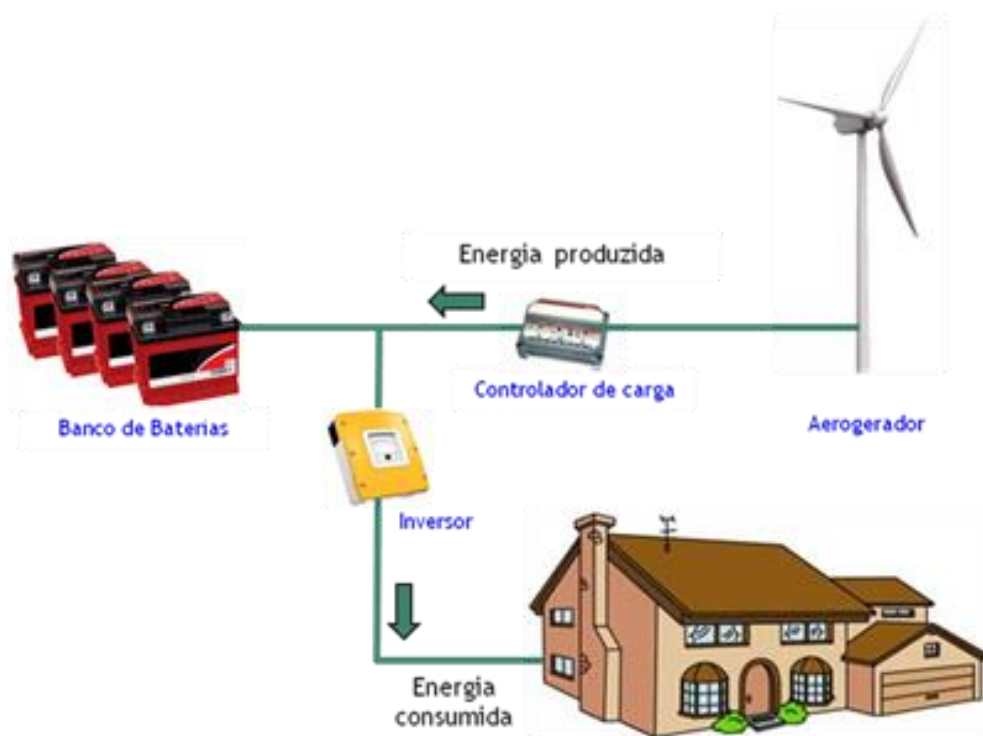 Energia produzida
Controlador de carga
Banco de Baterias
Aerogerador
Inversor
Energia
consumida